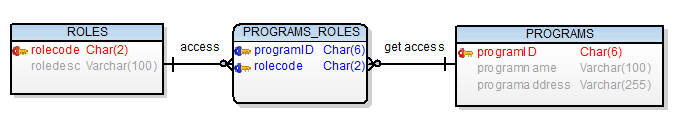 ROLES
rolecode Char(2)
roledesc Varchar(100)
access
PROGRAMS_ROLES
programID Char(6)
rolecode Char(2)
get access
PROGRAMS
programID Char(6)
programname Varchar(100)
programaddress Varchar(255)